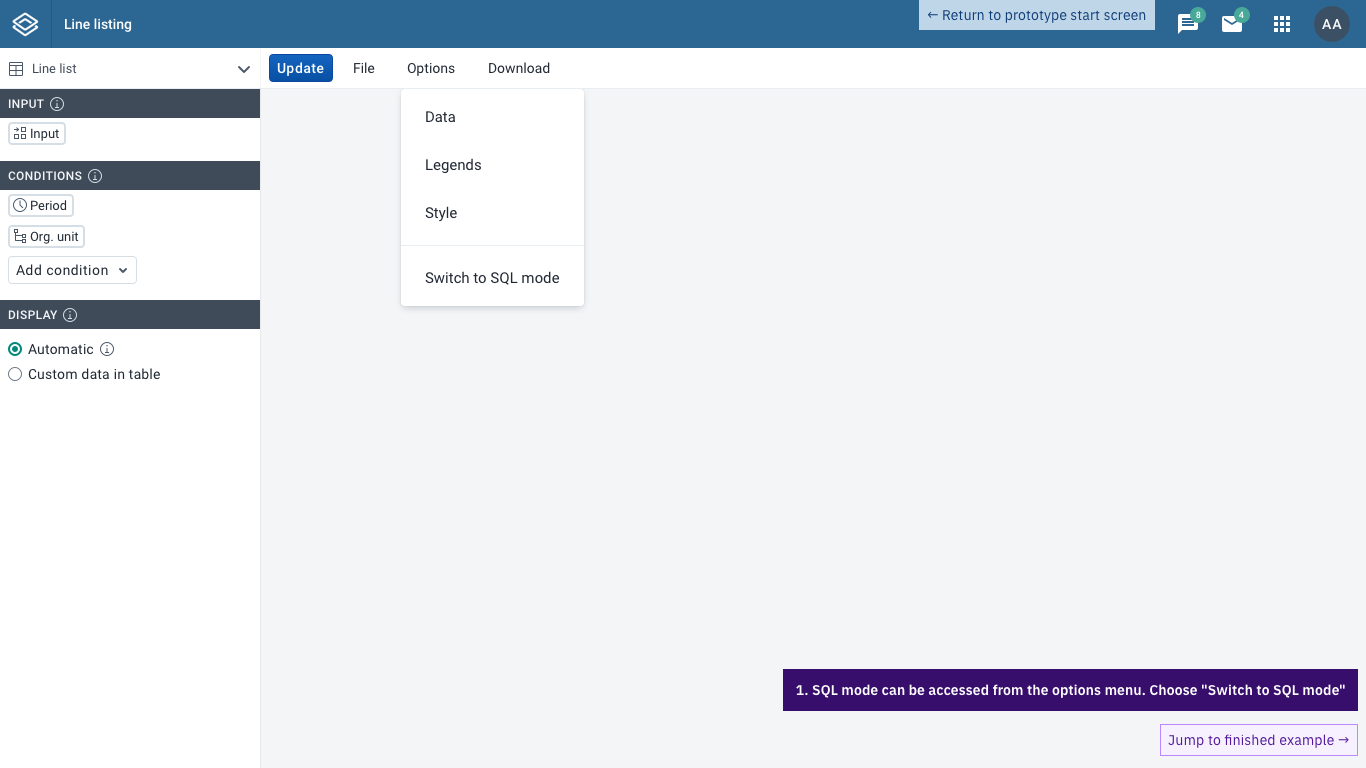 Line listing
← Return to prototype start screen
8
4
AA
Line list
Update
File
Options
Download
INPUT
Input
CONDITIONS
Period
Org. unit
Add condition
DISPLAY
Automatic
Custom data in table
Data
Legends
Style
Switch to SQL mode
1. SQL mode can be accessed from the options menu. Choose "Switch to SQL mode"
Jump to finished example →